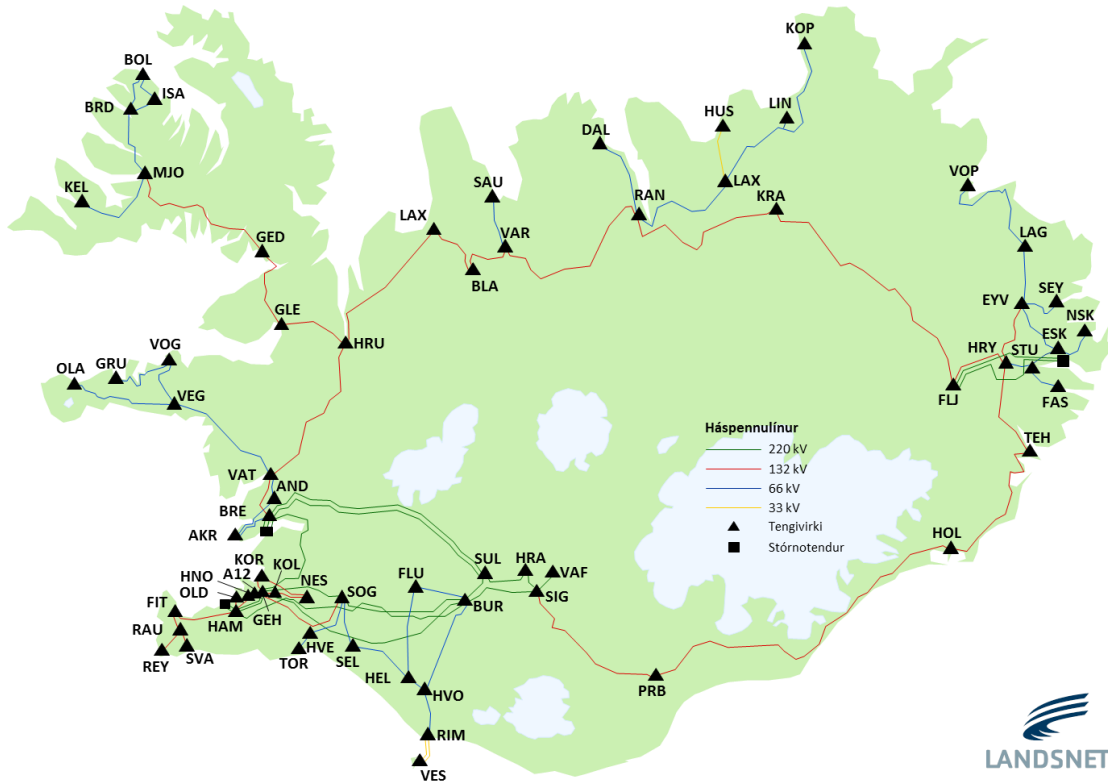 KOP
BOL
ISA
BRD
HUS
LIN
DAL
MJO
KEL
SAU
LAX
VOP
RAN
KRA
LAX
VAR
LAG
GED
BLA
SEY
EYV
NSK
GLE
ESK
HRU
VOG
HRY
STU
OLA
GRU
FLJ
FAS
VEG
Háspennulínur
TEH
220 kV
132 kV
66 kV
33 kV
Tengivirki
Stórnotendur
VAT
AND
BRE
AKR
HOL
KOR
KOL
SUL
HRA
VAF
HNO
A12
OLD
NES
SOG
FLU
SIG
FIT
HAM
GEH
BUR
RAU
REY
SVA
TOR
HVE
SEL
HEL
HVO
PRB
RIM
VES
LANDSNET